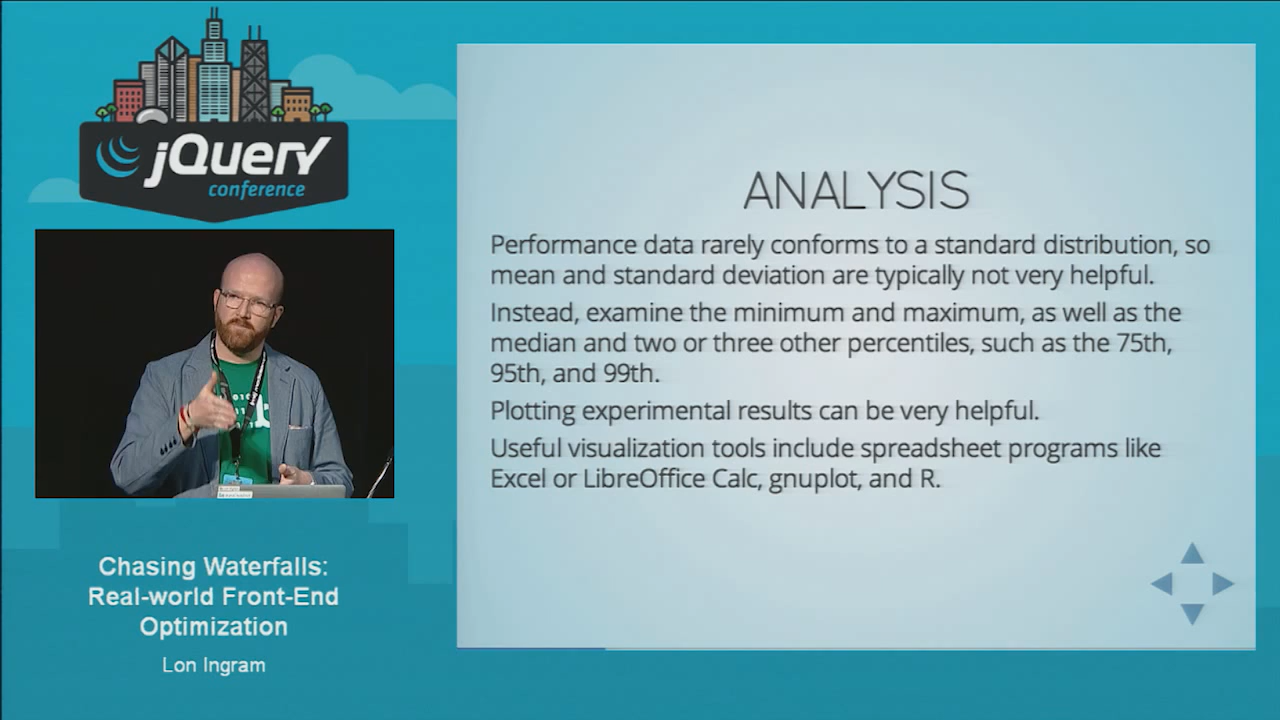 jQuery
conference
ANALYSIS
Performance data rarely conforms to a standard distribution, so
mean and standard deviation are typically not very helpful.
Instead, examine the minimum and maximum, as well as the
median and two or three other percentiles, such as the 75th,
95th, and 99th.
Plotting experimental results can be very helpful.
Useful visualization tools include spreadsheet programs like
Excel or LibreOffice Calc, gnuplot, and R.
Chasing Waterfalls:
Real-world Front-End
Optimization
Lon Ingram